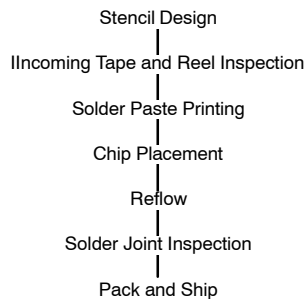 Stencil Design
IIncoming Tape and Reel Inspection
Solder Paste Printing
Chip Placement
Reflow
Solder Joint Inspection
Pack and Ship